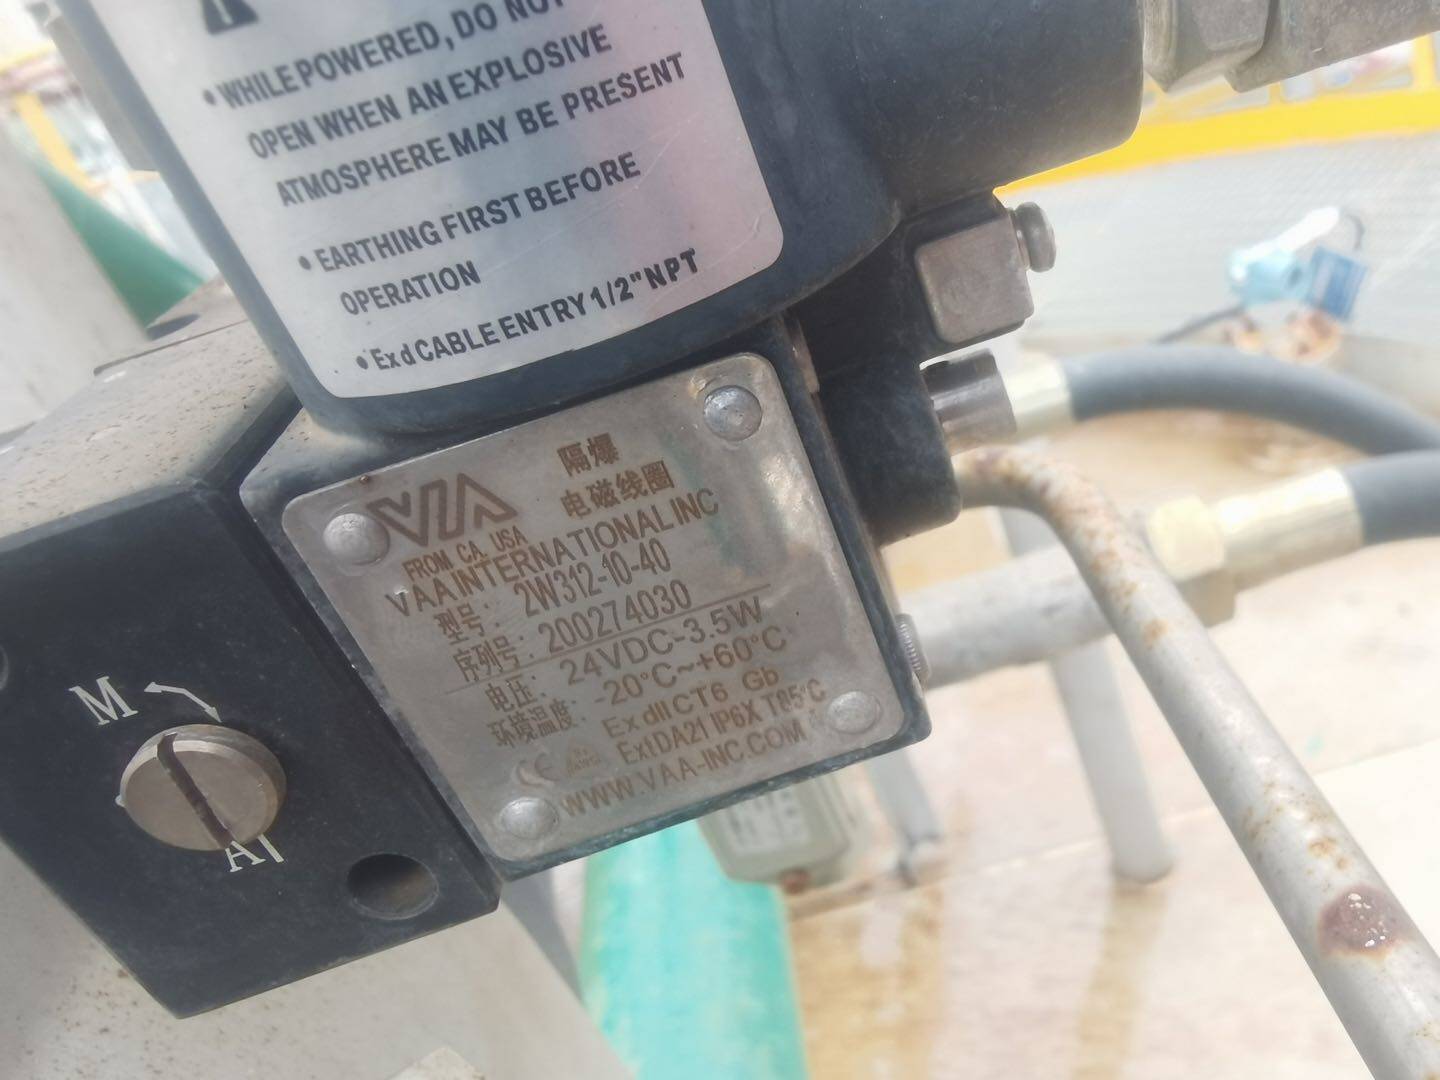 • WHILE POWERED, DO NOT
OPEN WHEN AN EXPLOSIVE
ATMOSPHERE MAY BE PRESENT
• EARTHING FIRST BEFORE
OPERATION
• Ex d CABLE ENTRY 1/2"NPT
VAA
隔爆
电磁线圈
FROM CA. USA
VAA INTERNATIONAL INC
型号: 2W312-10-40
序列号: 200274030
电压: 24VDC-3.5W
环境温度: -20°C~+60°C
Ex dIICT6 Gb
CE
ExtDA21 IP6X T85°C
WWW.VAA-INC.COM
M
A